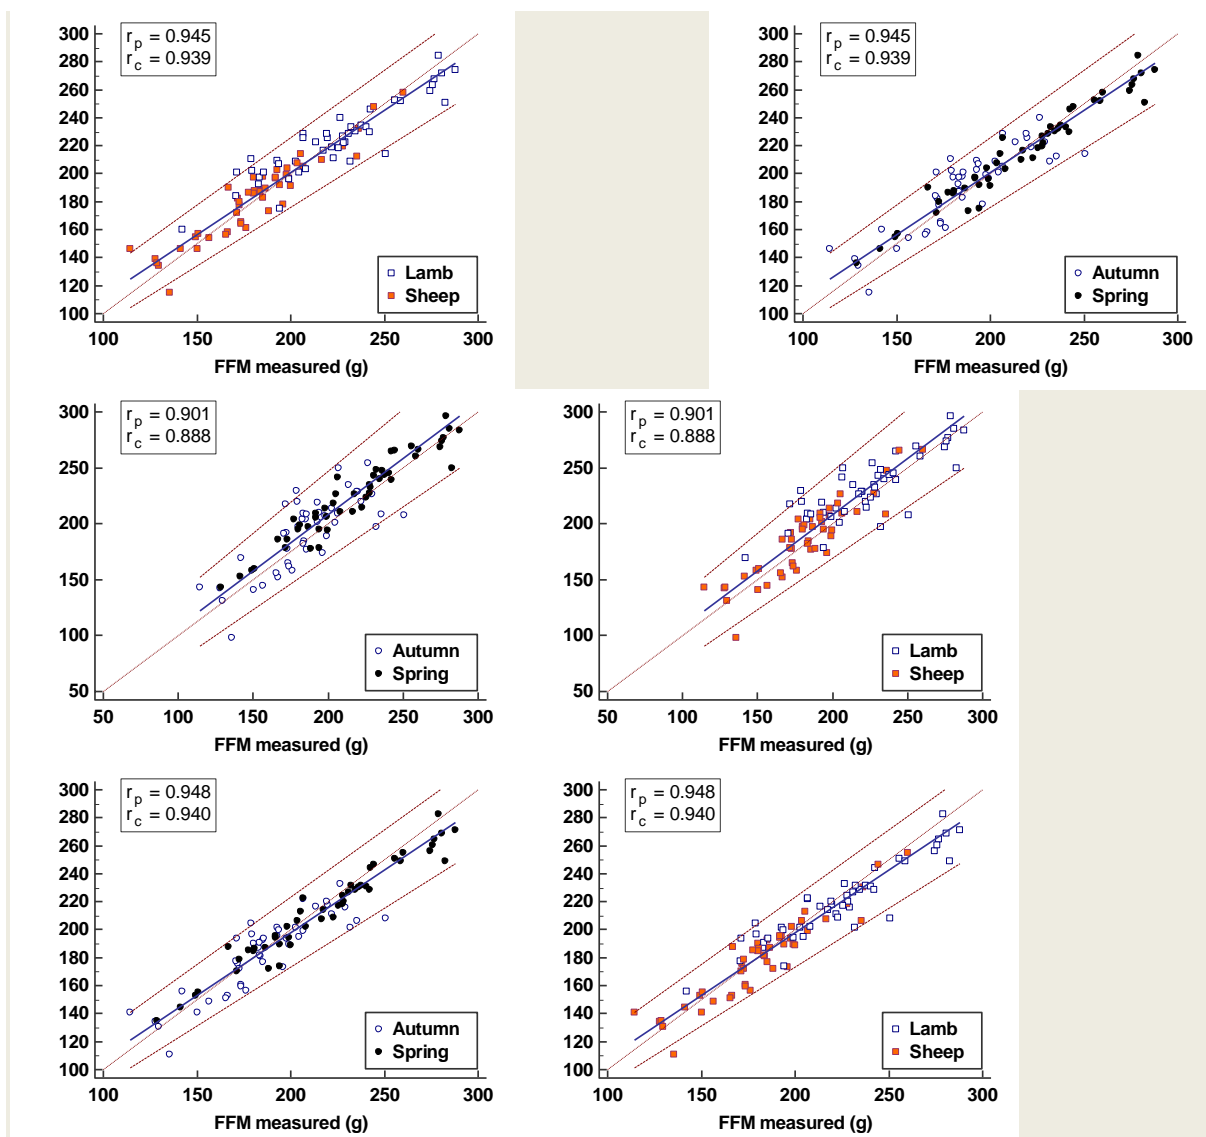 300
280
260
240
220
200
180
160
140
120
100
r_p = 0.945
r_c = 0.939
Lamb
Sheep
100 150 200 250 300
FFM measured (g)
300
280
260
240
220
200
180
160
140
120
100
r_p = 0.945
r_c = 0.939
Autumn
Spring
100 150 200 250 300
FFM measured (g)
300
250
200
150
100
50
r_p = 0.901
r_c = 0.888
Autumn
Spring
50 100 150 200 250 300
FFM measured (g)
300
250
200
150
100
50
r_p = 0.901
r_c = 0.888
Lamb
Sheep
50 100 150 200 250 300
FFM measured (g)
300
280
260
240
220
200
180
160
140
120
100
r_p = 0.948
r_c = 0.940
Autumn
Spring
100 150 200 250 300
FFM measured (g)
300
280
260
240
220
200
180
160
140
120
100
r_p = 0.948
r_c = 0.940
Lamb
Sheep
100 150 200 250 300
FFM measured (g)